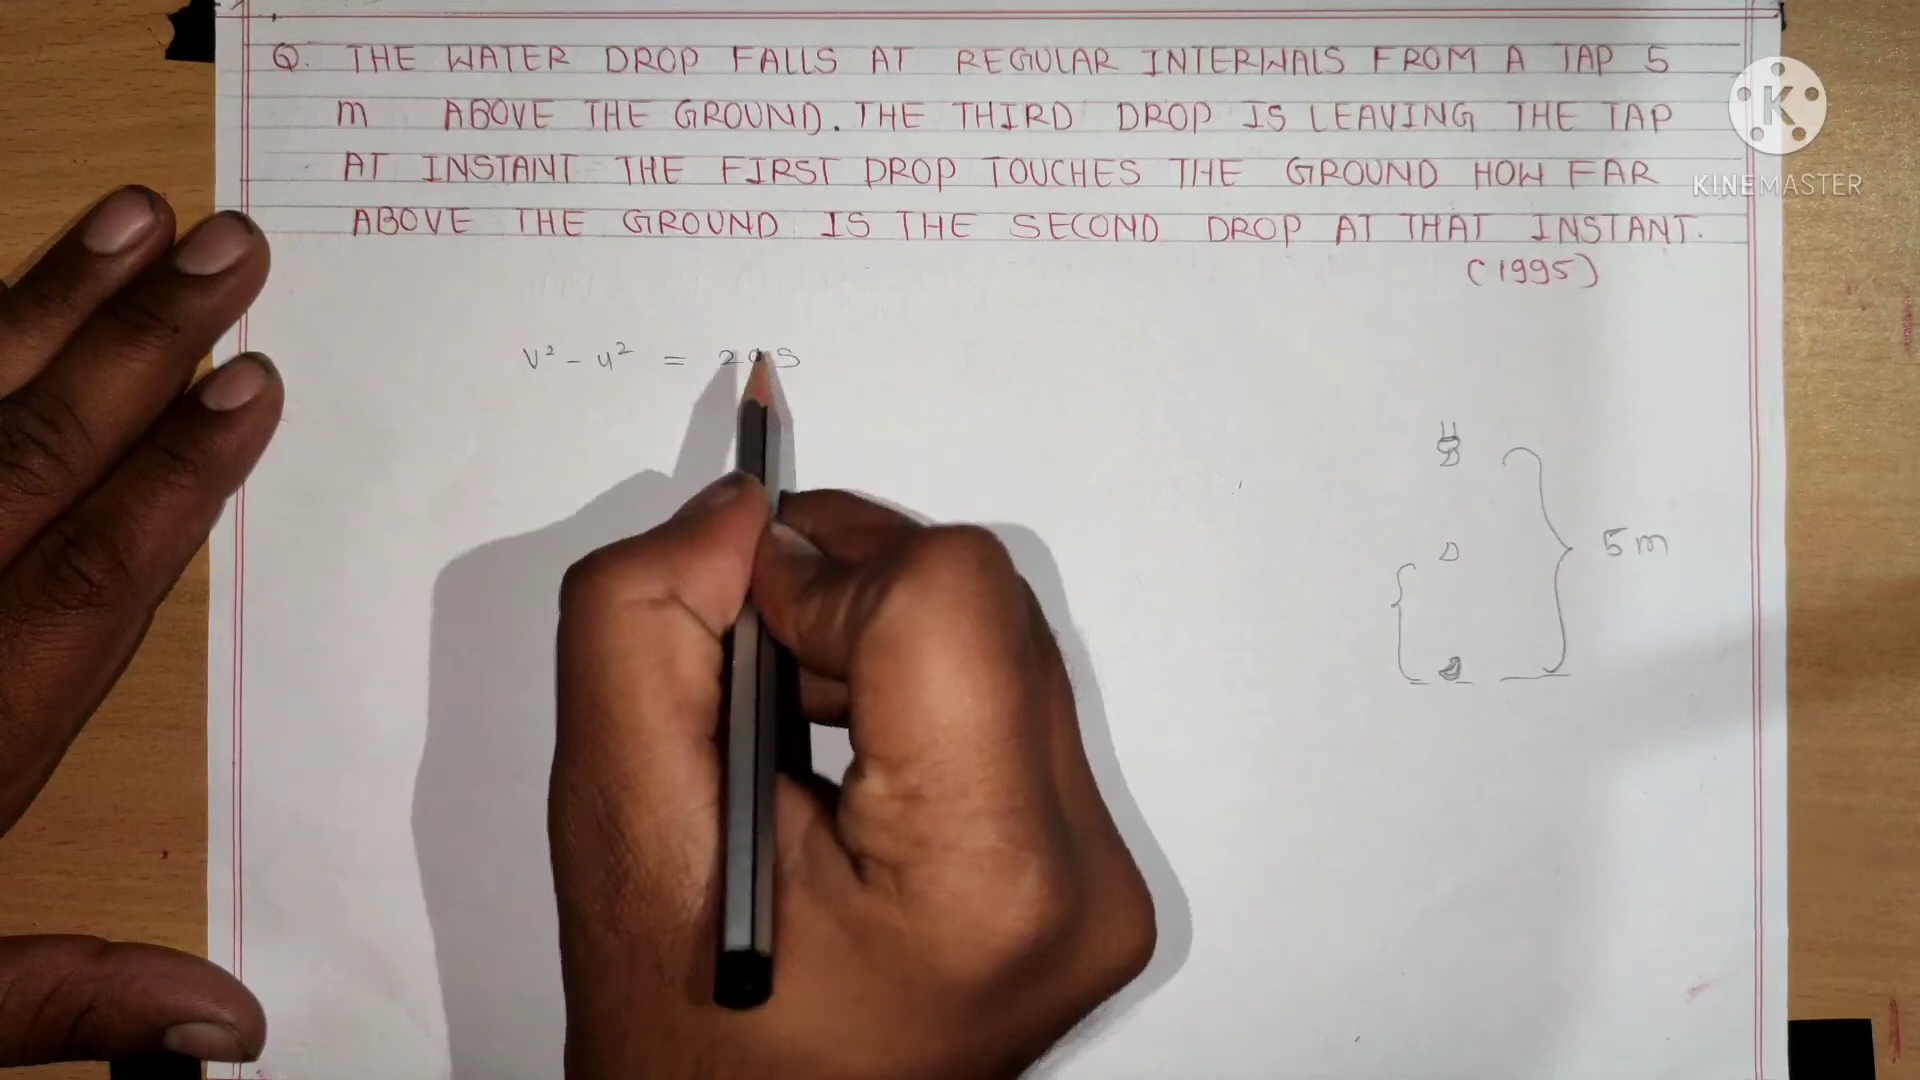 Q. THE WATER DROP FALLS AT REGULAR INTERWALS FROM A TAP 5
m ABOVE THE GROUND. THE THIRD DROP IS LEAVING THE TAP
AT INSTANT THE FIRST DROP TOUCHES THE GROUND HOW FAR
ABOVE THE GROUND IS THE SECOND DROP AT THAT INSTANT.
(1995)
KINEMASTER
V² - u² = 2as
5m